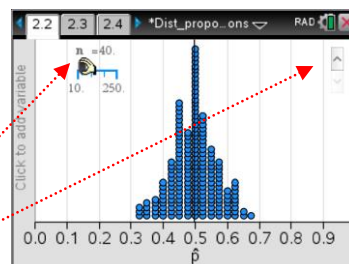 2.2 2.3 2.4 *Dist_propo...ons RAD
n =40.
10. 250.
Click to add variable
0.0 0.1 0.2 0.3 0.4 0.5 0.6 0.7 0.8 0.9
p̂